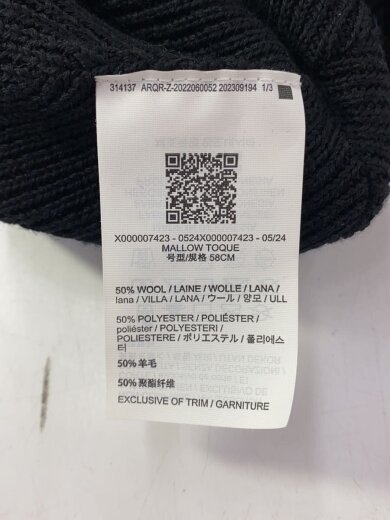 314137 ARQR-Z-2022060052 202309194 1/3
X000007423 - 0524X000007423 - 05/24
MALLOW TOQUE
号型/规格 58CM
50% WOOL / LAINE / WOLLE / LANA /
lana / VILLA / LANA / ウール / 양모 / ULL
50% POLYESTER / POLIÉSTER /
poliéster / POLYESTERI /
POLIESTERE / ポリエステル / 폴리에스
터
50% 羊毛
50% 聚酯纤维
EXCLUSIVE OF TRIM / GARNITURE